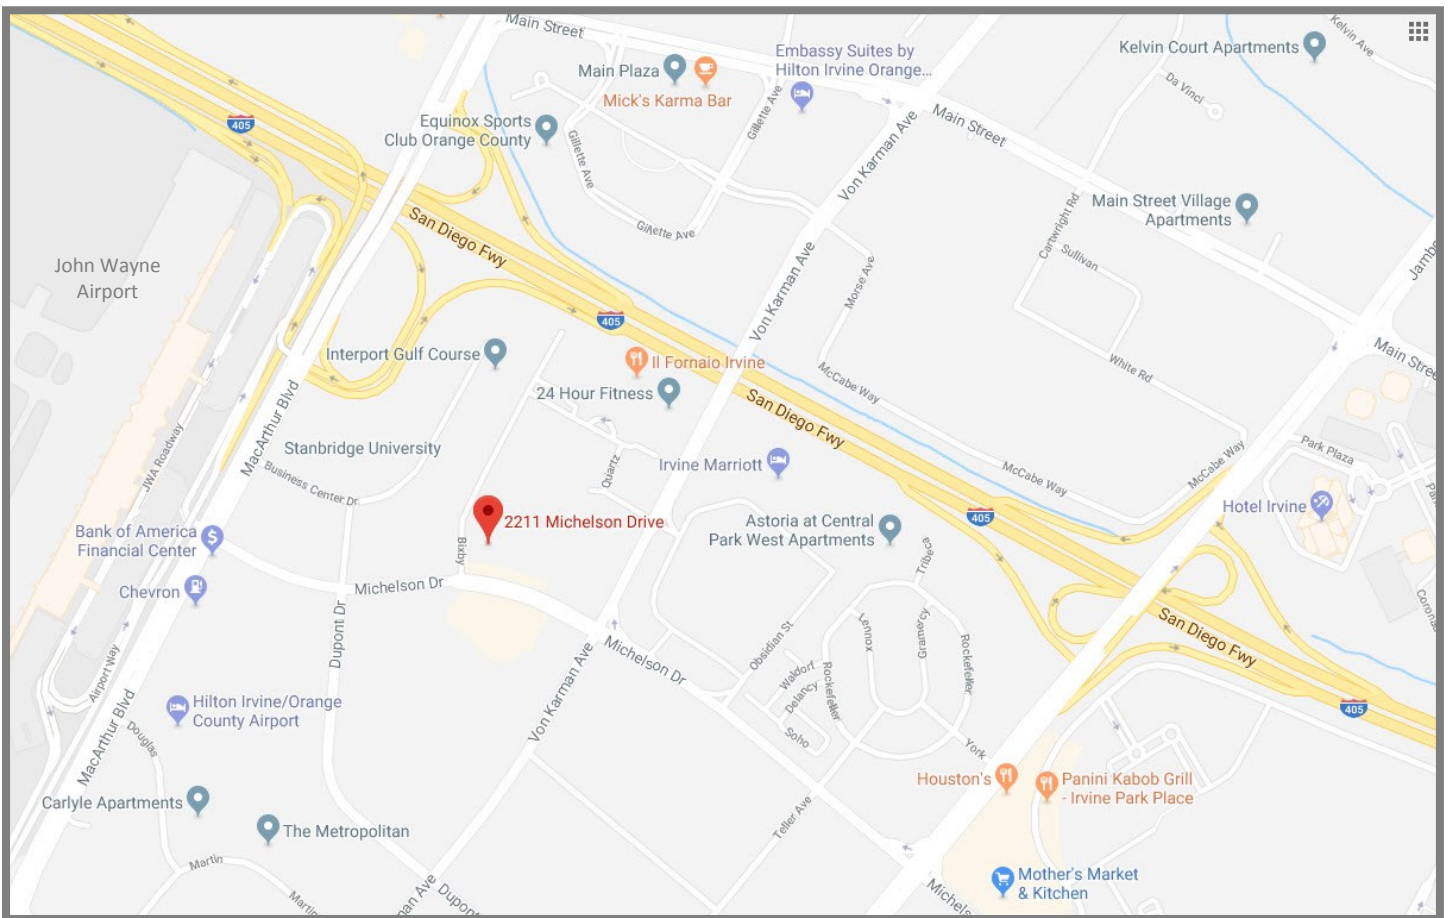 Main Street
Kelvin Ave
Embassy Suites by
Hilton Irvine Orange...
Kelvin Court Apartments
Main Plaza
Da Vinci
Mick's Karma Bar
Gillette Ave
405
Equinox Sports
Club Orange County
Main Street
Von Karman Ave
Gillette Ave
Main Street Village
Apartments
Cartwright Rd
San Diego Fwy
Gillette Ave
Sullivan
Jambo
John Wayne
Airport
Morse Ave
Von Karman Ave
405
Interport Gulf Course
Il Fornaio Irvine
Main Stree
White Rd
24 Hour Fitness
McCabe Way
MacArthur Blvd
San Diego Fwy
Stanbridge University
JWA Roadway
Business Center Dr
Quartz
Irvine Marriott
McCabe Way
McCabe Way
Park Plaza
2211 Michelson Drive
405
Hotel Irvine
Bank of America
Financial Center
Astoria at Central
Park West Apartments
Bixby
Tribeca
Chevron
Michelson Dr
Dupont Dr
Michelson Dr
Obsidian St
Lennox
Gramercy
Rockefeller
San Diego Fwy
Corona
Airport Way
MacArthur Blvd
Waldorf
Delancy
Rockefeller
Hilton Irvine/Orange
County Airport
405
Von Karman Ave
Douglas
Soho
York
Houston's
Panini Kabob Grill
- Irvine Park Place
Carlyle Apartments
The Metropolitan
Teller Ave
Martin
Martin
man Ave
Dupont
Mother's Market
& Kitchen
Michels